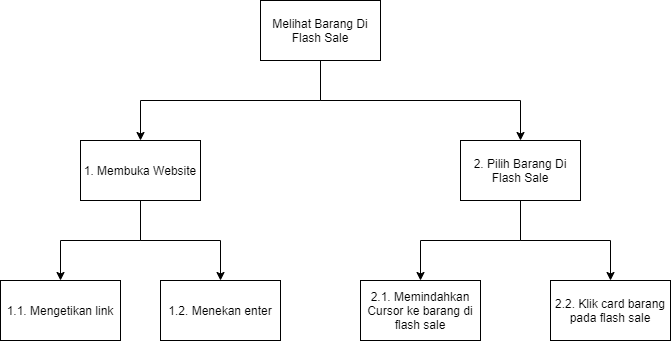 Melihat Barang Di
Flash Sale
1. Membuka Website
2. Pilih Barang Di
Flash Sale
1.1. Mengetikan link
1.2. Menekan enter
2.1. Memindahkan
Cursor ke barang di
flash sale
2.2. Klik card barang
pada flash sale